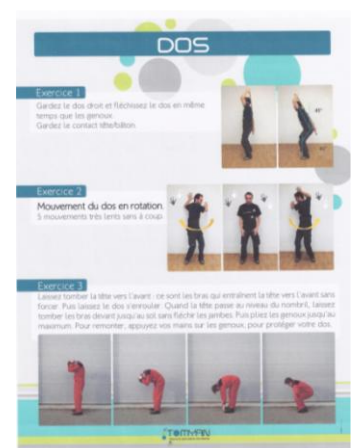 DOS
Exercice 1
Gardez le dos droit et fléchissez le dos en même
temps que les genoux.
Gardez le contact tête/bâton.
45°
Exercice 2
Mouvement du dos en rotation.
5 mouvements très lents sans à coup.
Exercice 3
Laissez tomber la tête vers l'avant : ce sont les bras qui entraînent la tête vers l'avant sans
forcer. Puis laissez le dos s'enrouler. Quand la tête passe au niveau du nombril, laissez
tomber les bras devant jusqu'au sol sans fléchir les jambes. Puis pliez les genoux jusqu'au
maximum. Pour remonter, appuyez vos mains sur les genoux, pour protéger votre dos.